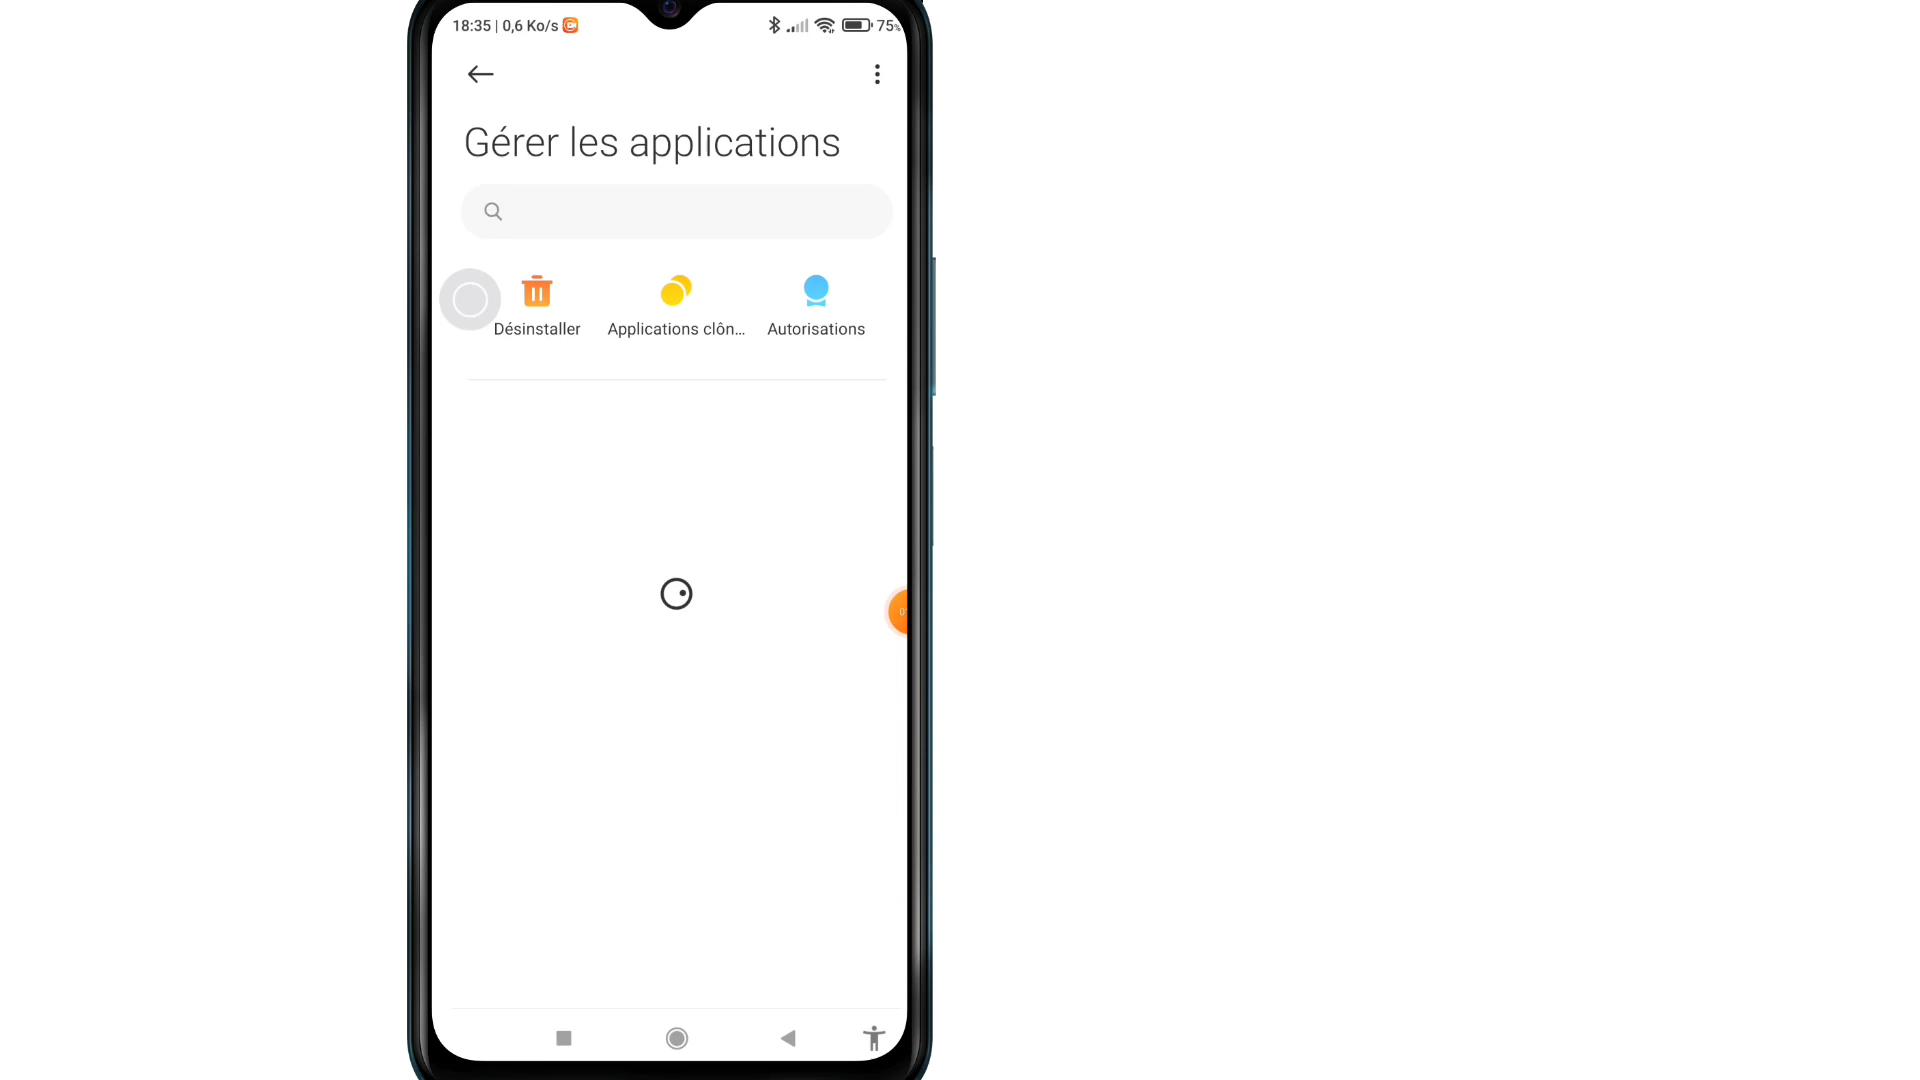 18:35 | 0,6 Ko/s
75%
Gérer les applications
Désinstaller
Applications clôn...
Autorisations